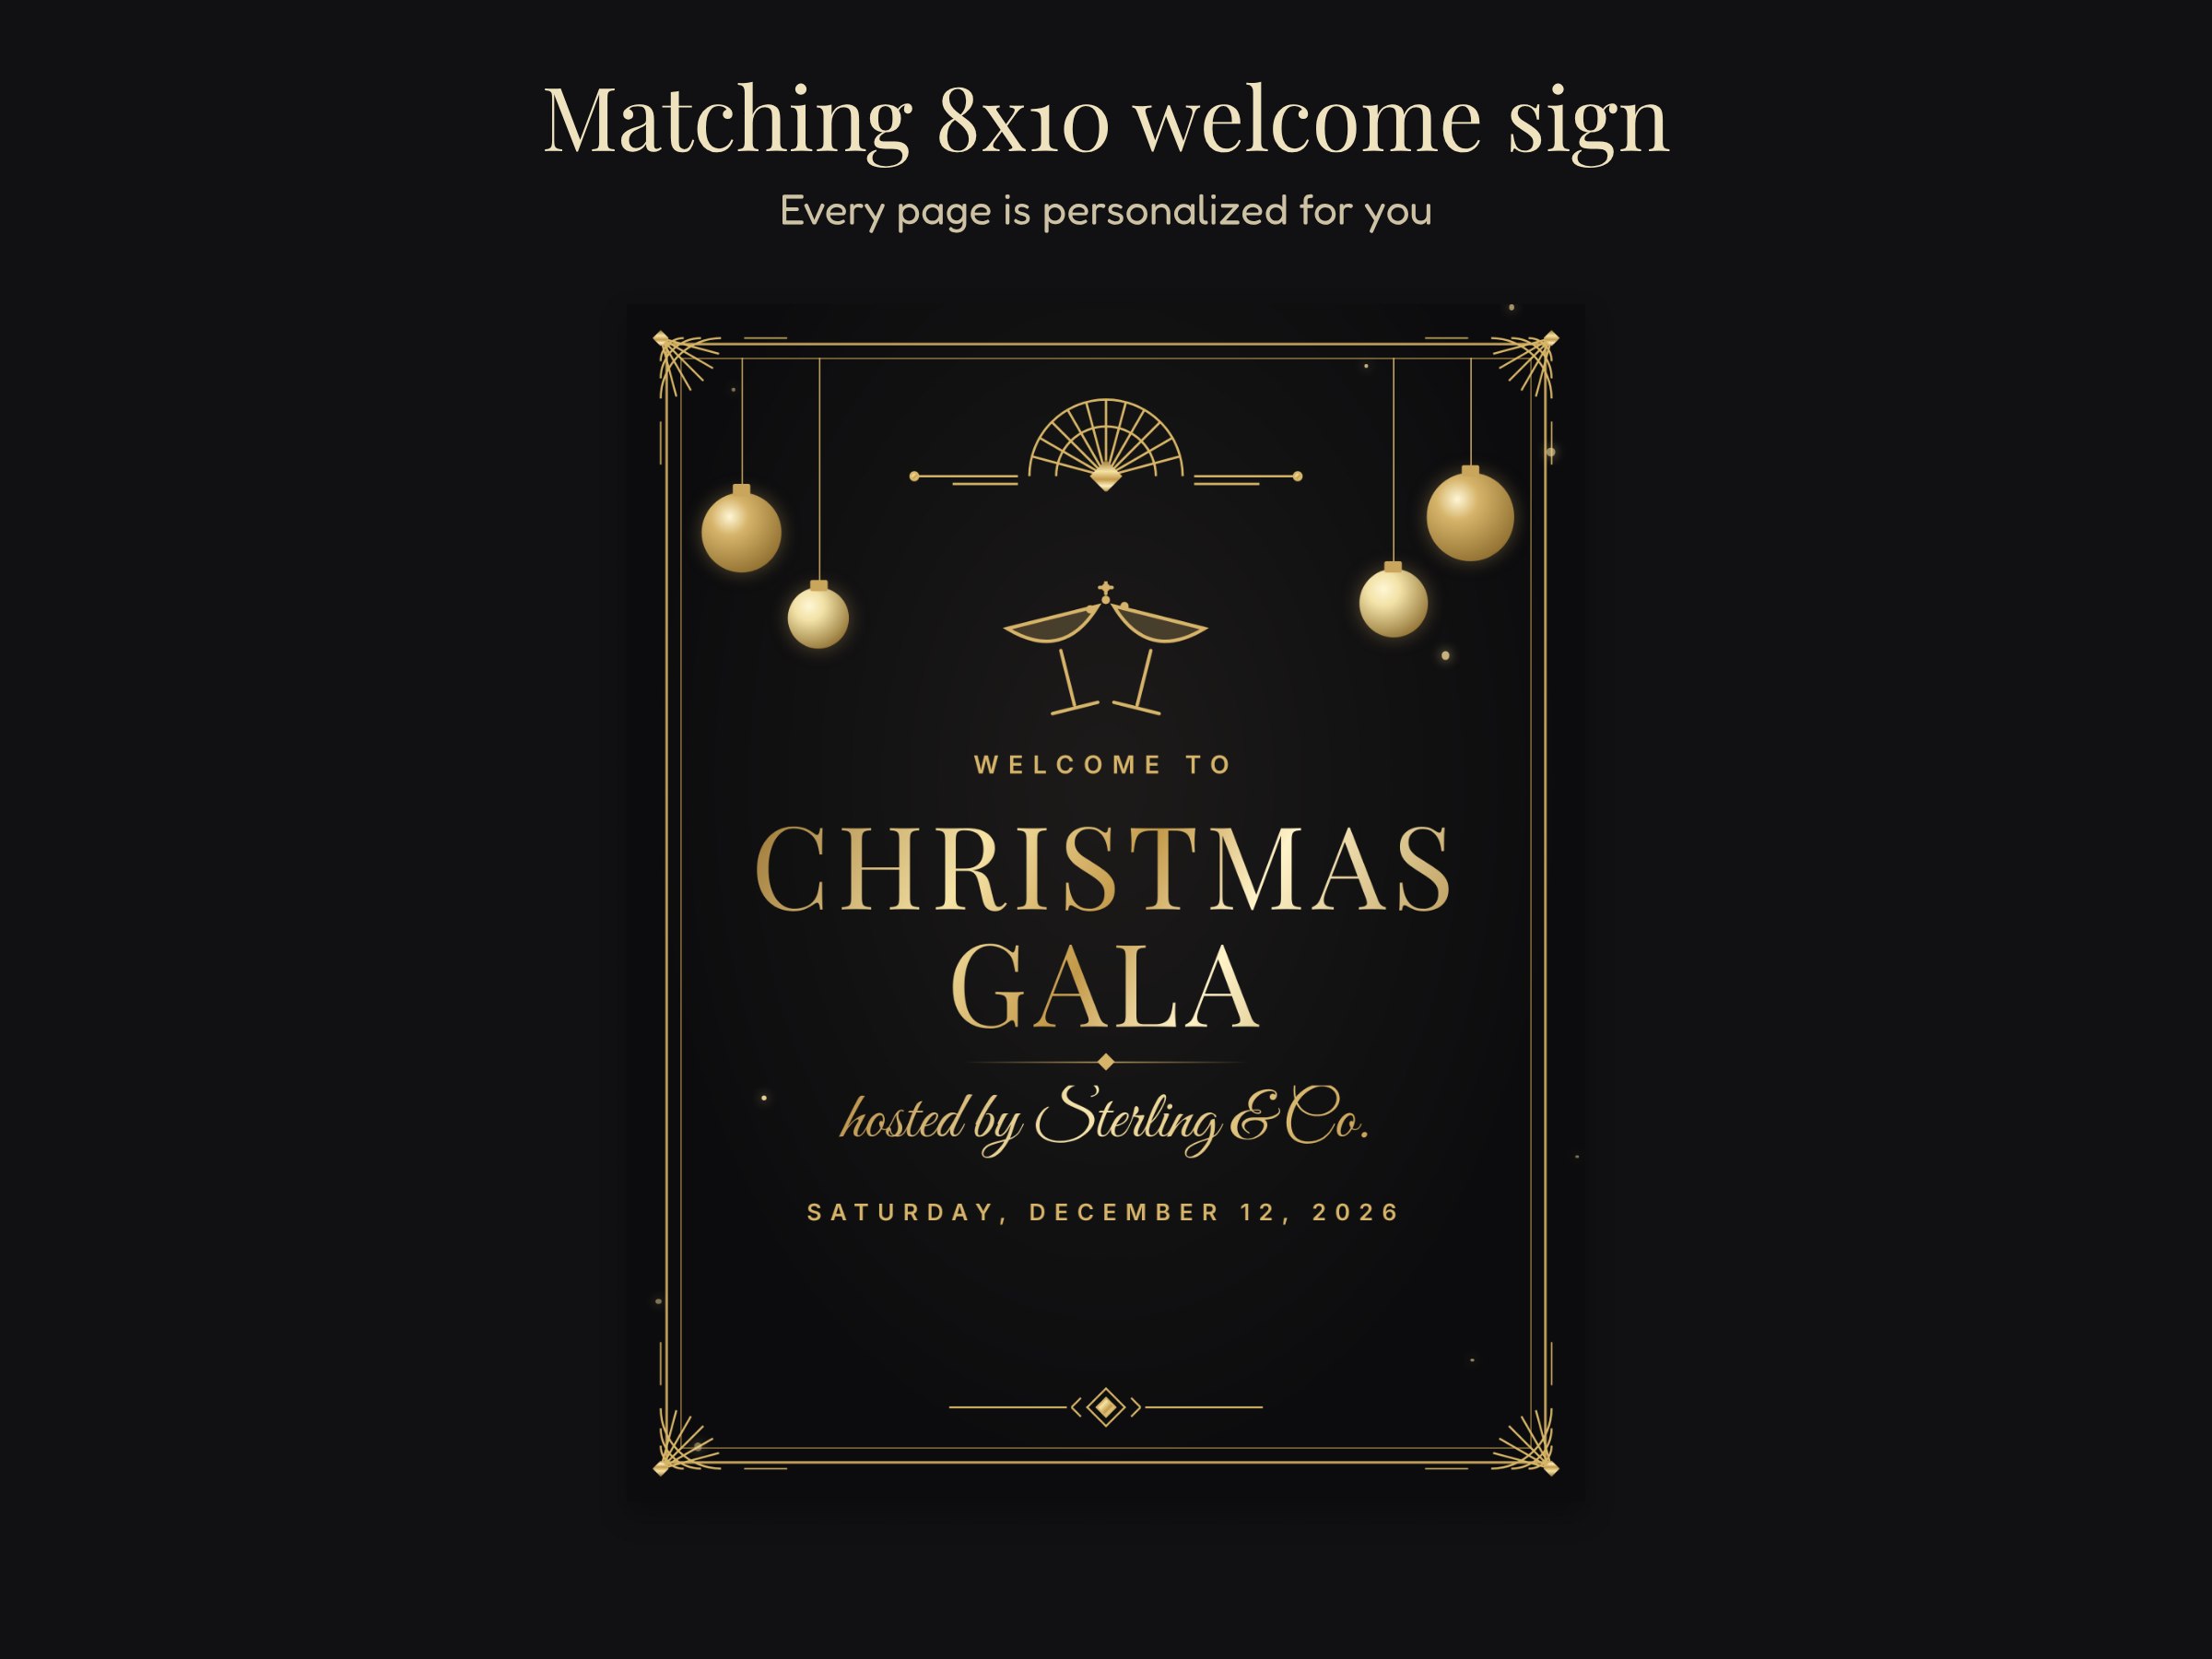 Matching 8x10 welcome sign
Every page is personalized for you
WELCOME TO
CHRISTMAS
GALA
hosted by Sterling & Co.
SATURDAY, DECEMBER 12, 2026